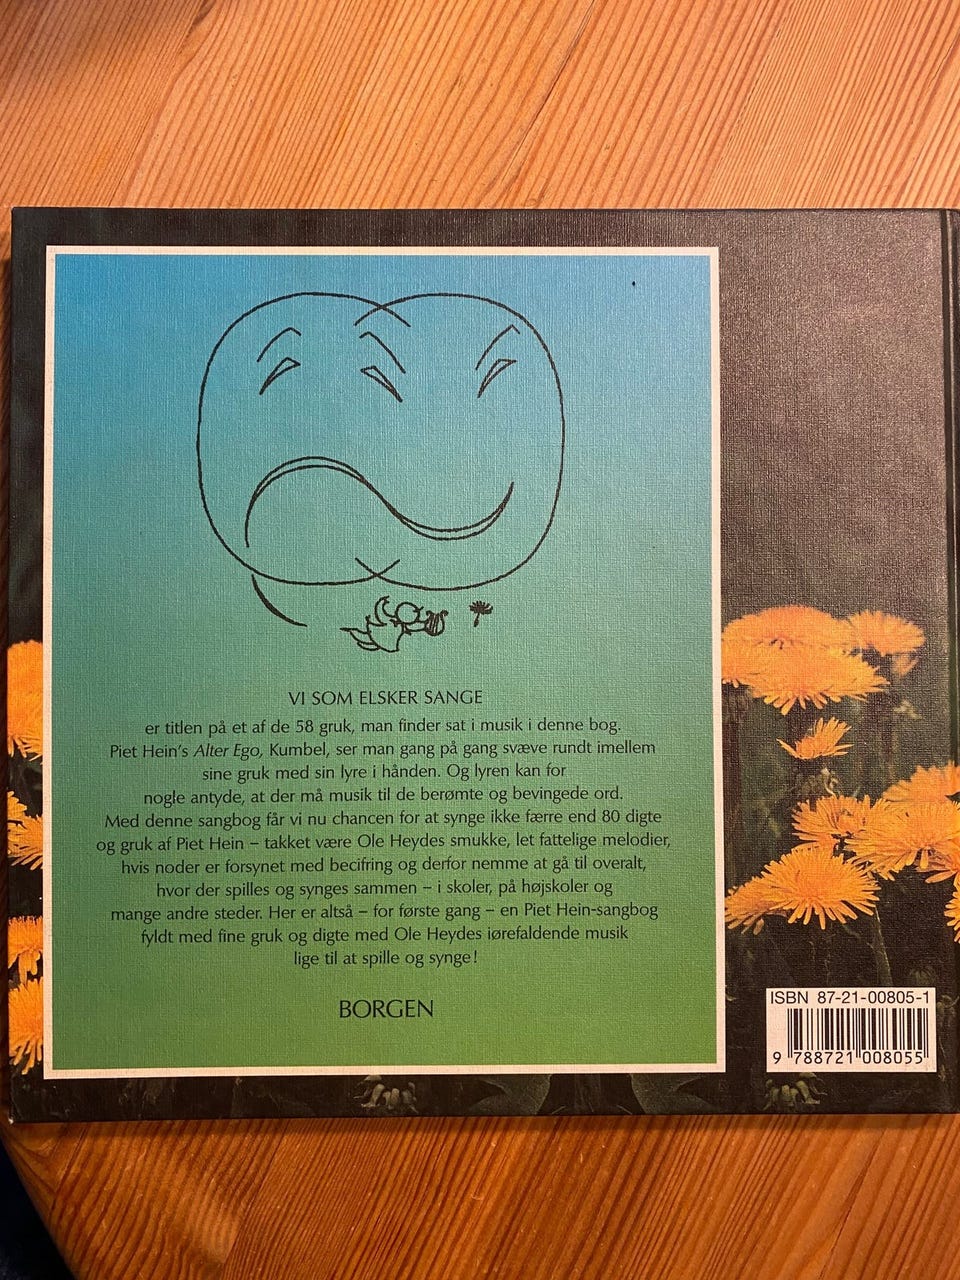 VI SOM ELSKER SANGE
er titlen på et af de 58 gruk, man finder sat i musik i denne bog.
Piet Hein's Alter Ego, Kumbel, ser man gang på gang svæve rundt imellem
sine gruk med sin lyre i hånden. Og lyren kan for
nogle antyde, at der må musik til de berømte og bevingede ord.
Med denne sangbog får vi nu chancen for at synge ikke færre end 80 digte
og gruk af Piet Hein – takket være Ole Heydes smukke, let fattelige melodier,
hvis noder er forsynet med becifring og derfor nemme at gå til overalt,
hvor der spilles og synges sammen – i skoler, på højskoler og
mange andre steder. Her er altså – for første gang – en Piet Hein-sangbog
fyldt med fine gruk og digte med Ole Heydes iørefaldende musik
lige til at spille og synge!
BORGEN
ISBN 87-21-00805-1
9 788721 008055